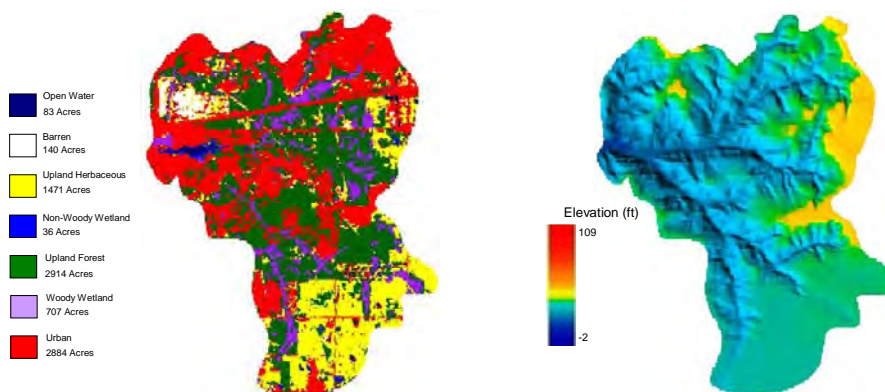 Open Water
83 Acres
Barren
140 Acres
Upland Herbaceous
1471 Acres
Non-Woody Wetland
36 Acres
Upland Forest
2914 Acres
Woody Wetland
707 Acres
Urban
2884 Acres
Elevation (ft)
109
-2